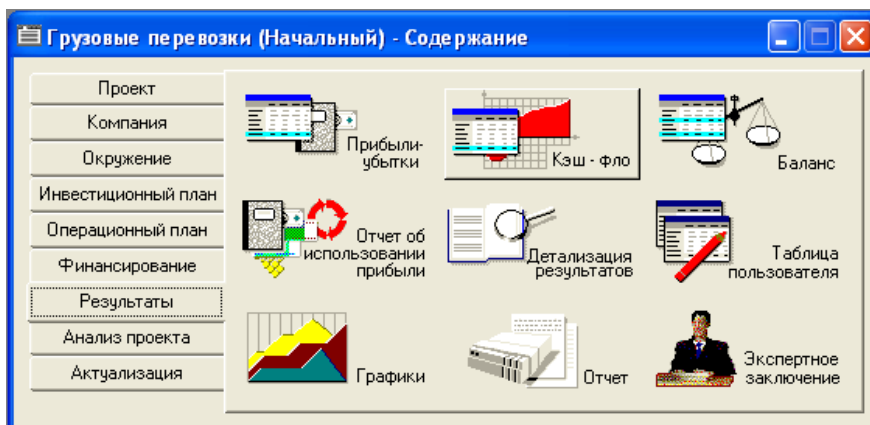 Грузовые перевозки (Начальный) - Содержание
Проект
Компания
Окружение
Инвестиционный план
Операционный план
Финансирование
Результаты
Анализ проекта
Актуализация
Прибыли-
убытки
Кэш - фло
Баланс
Отчет об
использовании
прибыли
Детализация
результатов
Таблица
пользователя
Графики
Отчет
Экспертное
заключение